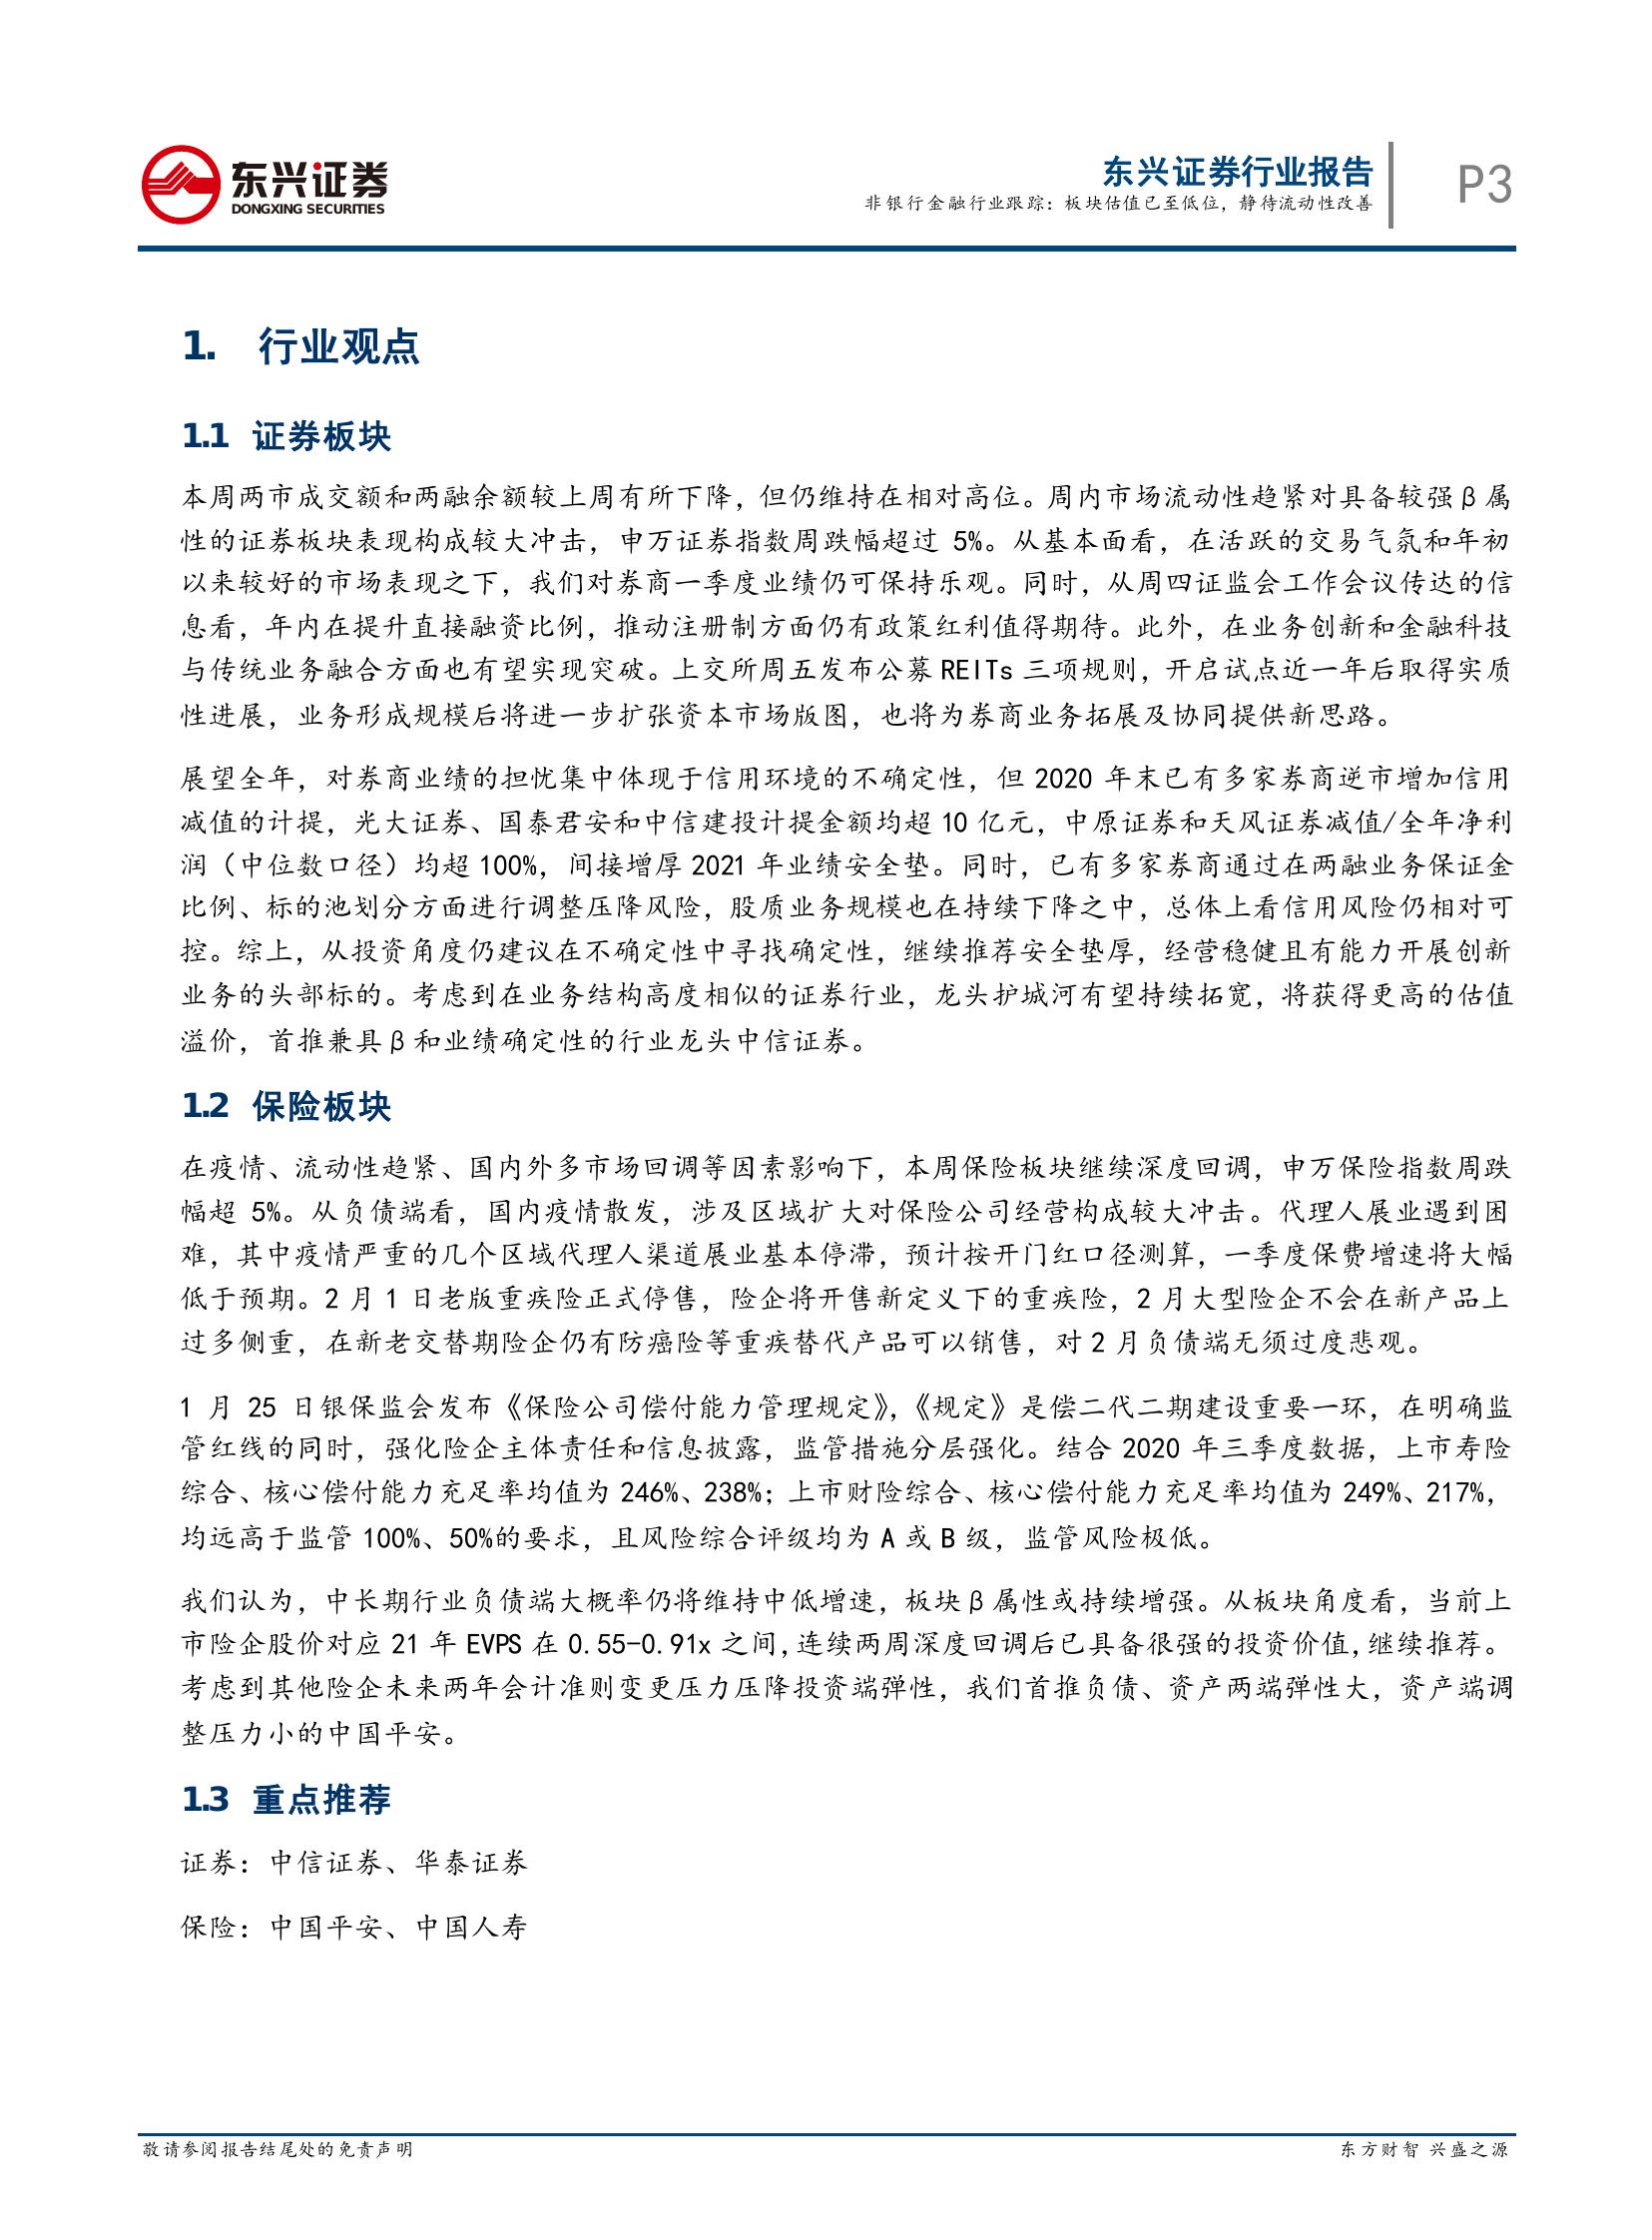 东兴证券
DONGXING SECURITIES
东兴证券行业报告
非银行金融行业跟踪：板块估值已至低位，静待流动性改善
P3
1. 行业观点
1.1 证券板块
本周两市成交额和两融余额较上周有所下降，但仍维持在相对高位。周内市场流动性趋紧对具备较强β属
性的证券板块表现构成较大冲击，申万证券指数周跌幅超过 5%。从基本面看，在活跃的交易气氛和年初
以来较好的市场表现之下，我们对券商一季度业绩仍可保持乐观。同时，从周四证监会工作会议传达的信
息看，年内在提升直接融资比例，推动注册制方面仍有政策红利值得期待。此外，在业务创新和金融科技
与传统业务融合方面也有望实现突破。上交所周五发布公募 REITs 三项规则，开启试点近一年后取得实质
性进展，业务形成规模后将进一步扩张资本市场版图，也将为券商业务拓展及协同提供新思路。
展望全年，对券商业绩的担忧集中体现于信用环境的不确定性，但 2020 年末已有多家券商逆市增加信用
减值的计提，光大证券、国泰君安和中信建投计提金额均超 10 亿元，中原证券和天风证券减值/全年净利
润（中位数口径）均超 100%，间接增厚 2021 年业绩安全垫。同时，已有多家券商通过在两融业务保证金
比例、标的池划分方面进行调整压降风险，股质业务规模也在持续下降之中，总体上看信用风险仍相对可
控。综上，从投资角度仍建议在不确定性中寻找确定性，继续推荐安全垫厚，经营稳健且有能力开展创新
业务的头部标的。考虑到在业务结构高度相似的证券行业，龙头护城河有望持续拓宽，将获得更高的估值
溢价，首推兼具β和业绩确定性的行业龙头中信证券。
1.2 保险板块
在疫情、流动性趋紧、国内外多市场回调等因素影响下，本周保险板块继续深度回调，申万保险指数周跌
幅超 5%。从负债端看，国内疫情散发，涉及区域扩大对保险公司经营构成较大冲击。代理人展业遇到困
难，其中疫情严重的几个区域代理人渠道展业基本停滞，预计按开门红口径测算，一季度保费增速将大幅
低于预期。2 月 1 日老版重疾险正式停售，险企将开售新定义下的重疾险，2 月大型险企不会在新产品上
过多侧重，在新老交替期险企仍有防癌险等重疾替代产品可以销售，对 2 月负债端无须过度悲观。
1 月 25 日银保监会发布《保险公司偿付能力管理规定》，《规定》是偿二代二期建设重要一环，在明确监
管红线的同时，强化险企主体责任和信息披露，监管措施分层强化。结合 2020 年三季度数据，上市寿险
综合、核心偿付能力充足率均值为 246%、238%；上市财险综合、核心偿付能力充足率均值为 249%、217%，
均远高于监管 100%、50%的要求，且风险综合评级均为 A 或 B 级，监管风险极低。
我们认为，中长期行业负债端大概率仍将维持中低增速，板块β属性或持续增强。从板块角度看，当前上
市险企股价对应 21 年 EVPS 在 0.55-0.91x 之间,连续两周深度回调后已具备很强的投资价值,继续推荐。
考虑到其他险企未来两年会计准则变更压力压降投资端弹性，我们首推负债、资产两端弹性大，资产端调
整压力小的中国平安。
1.3 重点推荐
证券：中信证券、华泰证券
保险：中国平安、中国人寿
敬请参阅报告结尾处的免责声明
东方财智 兴盛之源